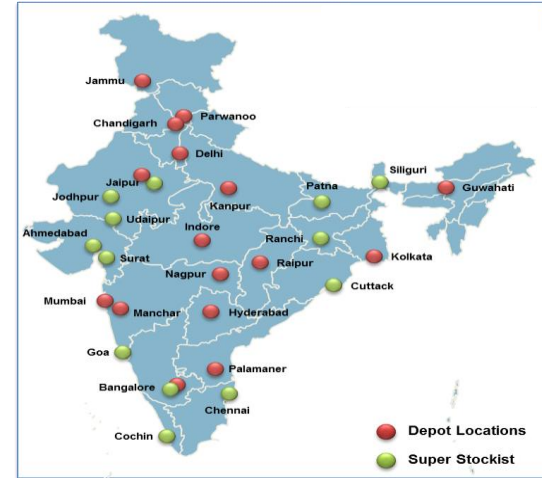 Jammu
Parwanoo
Chandigarh
Delhi
Siliguri
Jaipur
Patna
Guwahati
Jodhpur
Kanpur
Udaipur
Indore
Ahmedabad
Ranchi
Surat
Kolkata
Raipur
Nagpur
Cuttack
Mumbai
Manchar
Hyderabad
Goa
Palamaner
Bangalore
Chennai
Cochin
Depot Locations
Super Stockist